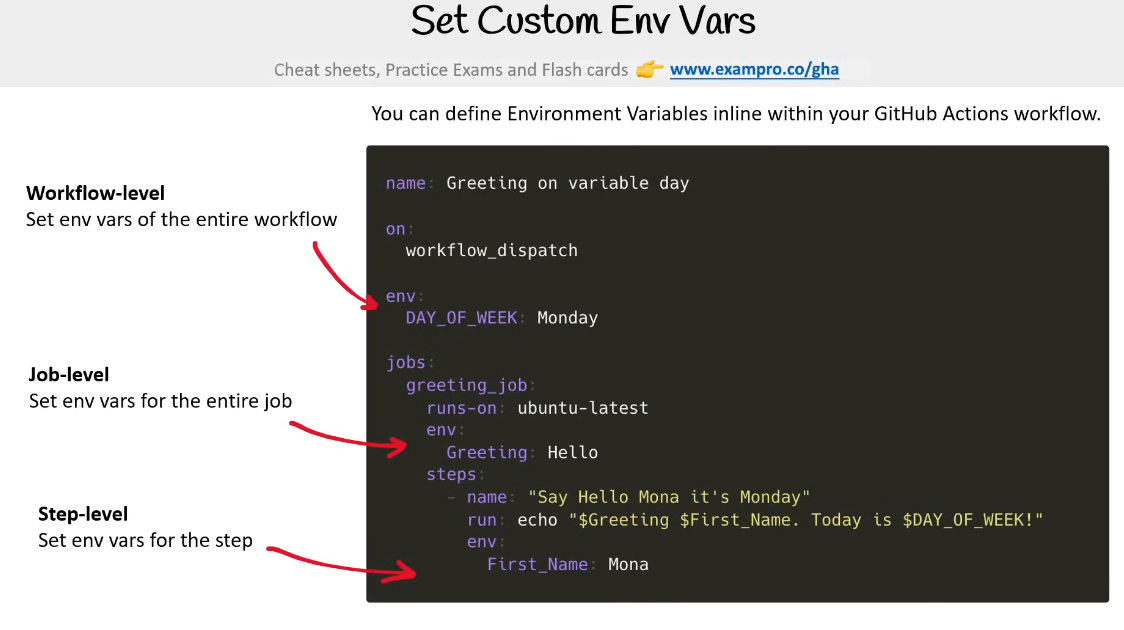 Set Custom Env Vars
Cheat sheets, Practice Exams and Flash cards 👉 www.exampro.co/gha
You can define Environment Variables inline within your GitHub Actions workflow.
Workflow-level
Set env vars of the entire workflow
Job-level
Set env vars for the entire job
Step-level
Set env vars for the step
name: Greeting on variable day
on:
  workflow_dispatch
env:
  DAY_OF_WEEK: Monday
jobs:
  greeting_job:
    runs-on: ubuntu-latest
    env:
      Greeting: Hello
    steps:
      - name: "Say Hello Mona it's Monday"
        run: echo "$Greeting $First_Name. Today is $DAY_OF_WEEK!"
        env:
          First_Name: Mona